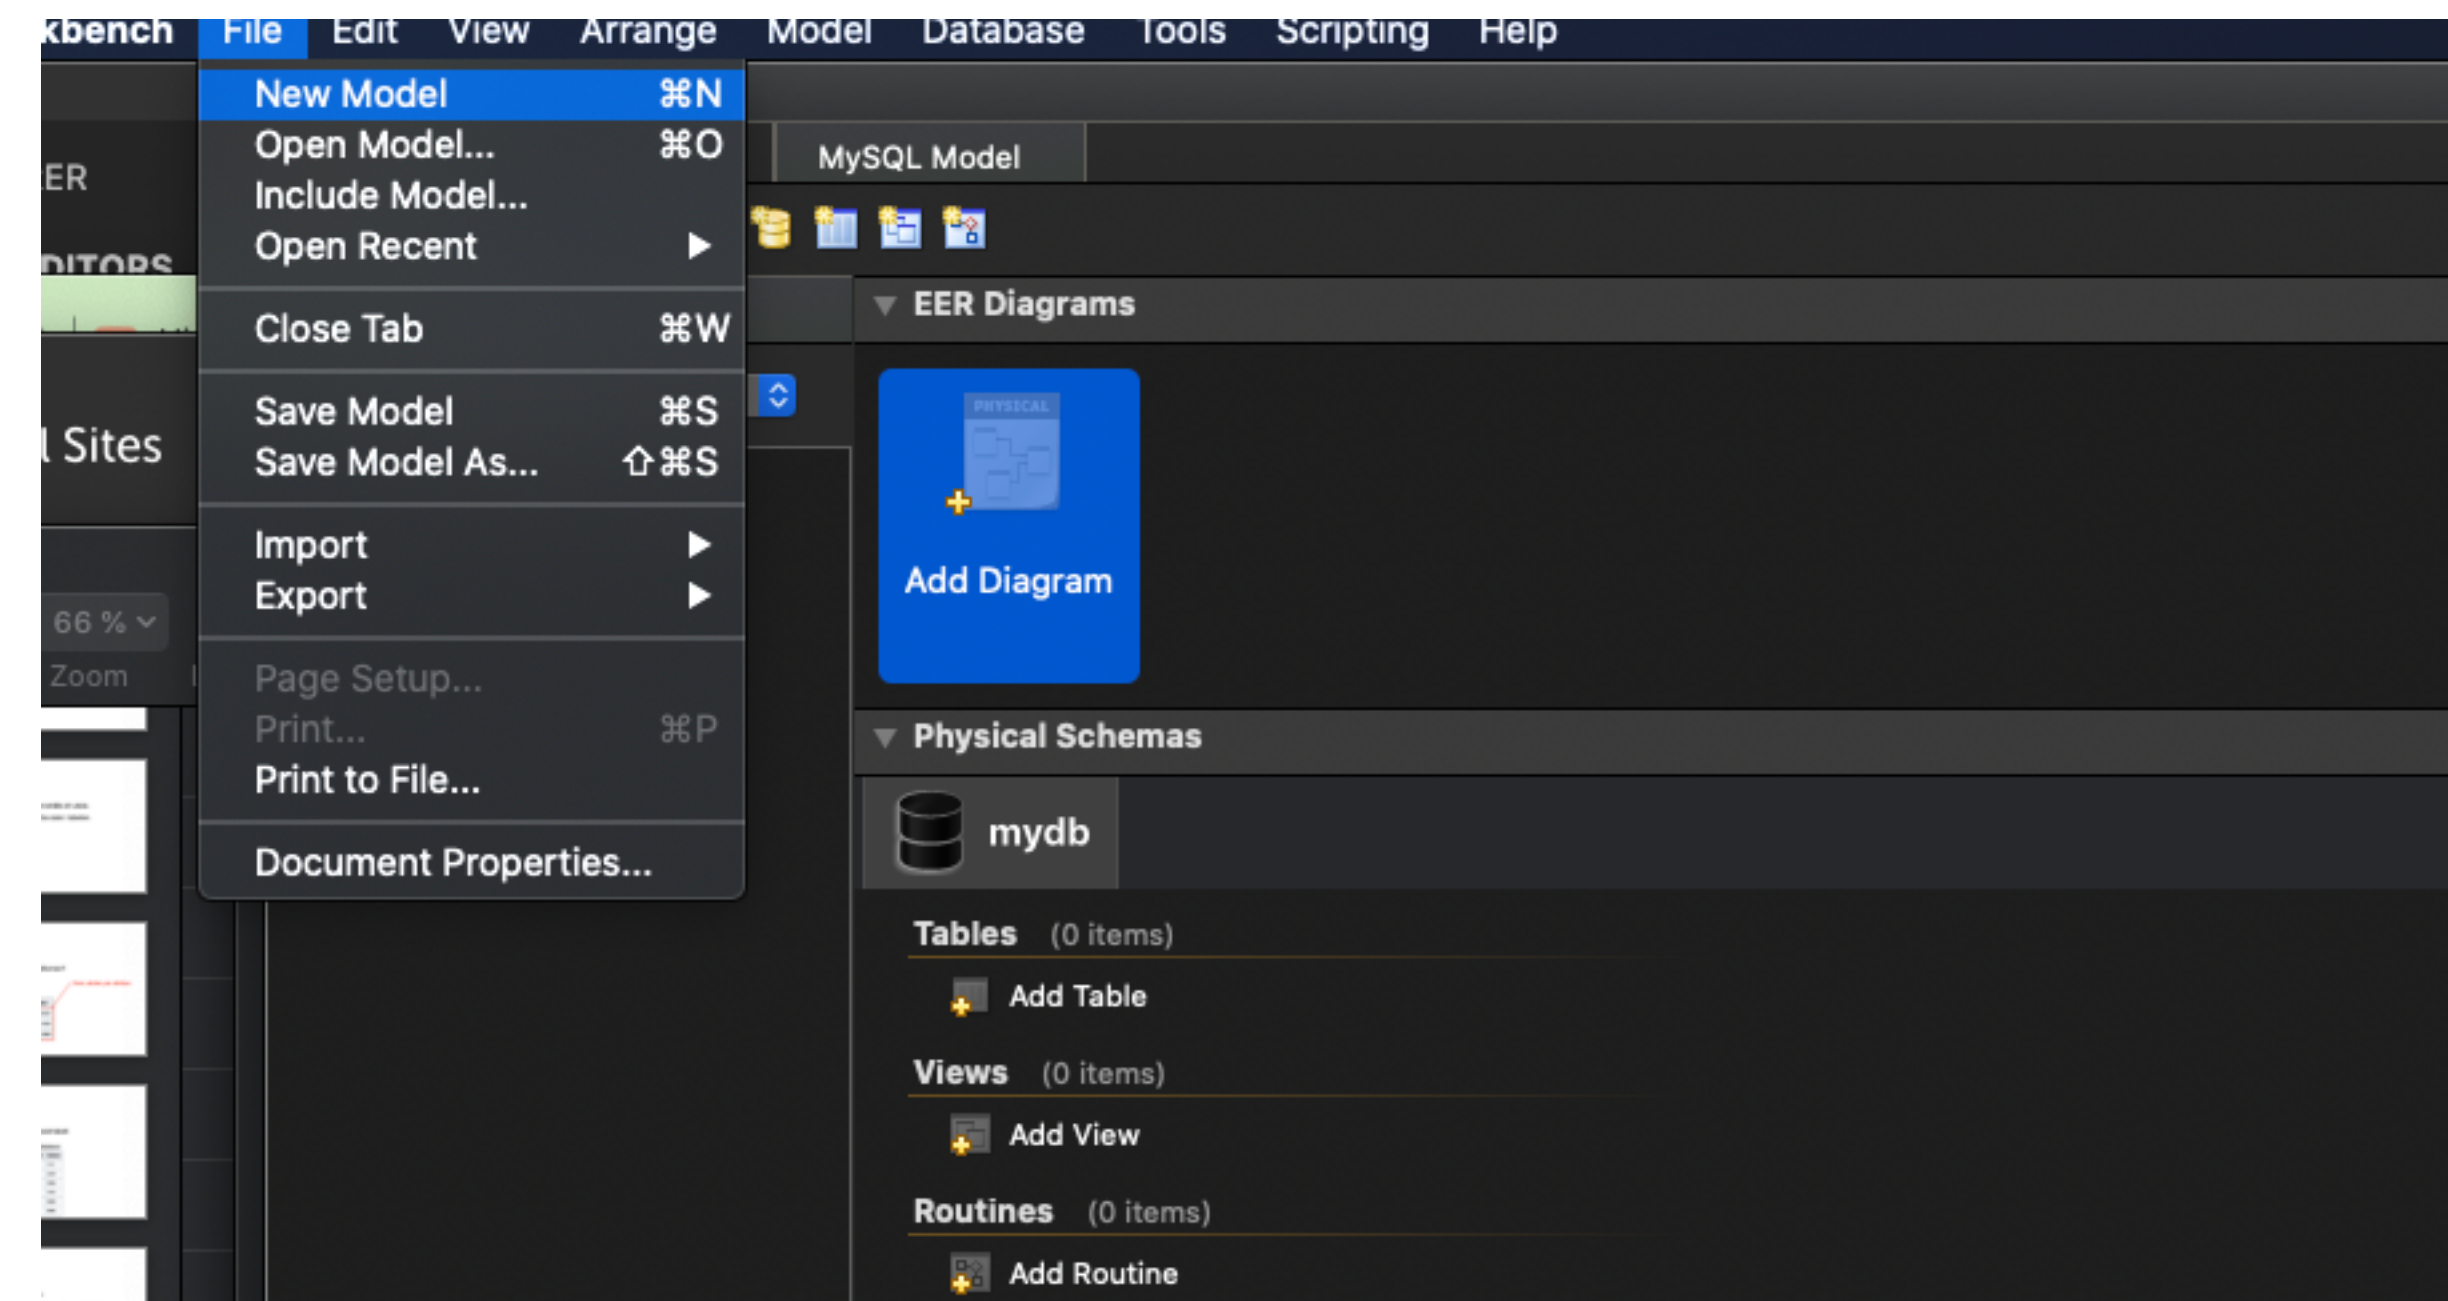 kbench File Edit View Arrange Model Database Tools Scripting Help
New Model ⌘N
Open Model... ⌘O
Include Model...
Open Recent ▶
Close Tab ⌘W
Save Model ⌘S
Save Model As... ⇧⌘S
Import ▶
Export ▶
Page Setup...
Print... ⌘P
Print to File...
Document Properties...
ER
DITORS
l Sites
66 %
Zoom
MySQL Model
EER Diagrams
PHYSICAL
Add Diagram
Physical Schemas
mydb
Tables (0 items)
Add Table
Views (0 items)
Add View
Routines (0 items)
Add Routine